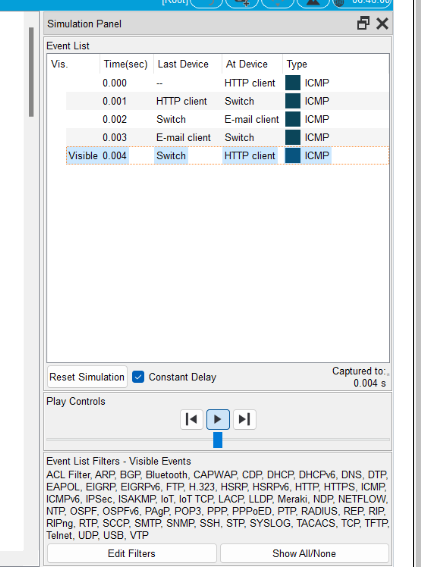 Simulation Panel
Event List
Vis. Time(sec) Last Device At Device Type
0.000 -- HTTP client ICMP
0.001 HTTP client Switch ICMP
0.002 Switch E-mail client ICMP
0.003 E-mail client Switch ICMP
Visible 0.004 Switch HTTP client ICMP
Reset Simulation Constant Delay Captured to:
0.004 s
Play Controls
Event List Filters - Visible Events
ACL Filter, ARP, BGP, Bluetooth, CAPWAP, CDP, DHCP, DHCPv6, DNS, DTP,
EAPOL, EIGRP, EIGRPv6, FTP, H.323, HSRP, HSRPv6, HTTP, HTTPS, ICMP,
ICMPv6, IPSec, ISAKMP, IoT, IoT TCP, LACP, LLDP, Meraki, NDP, NETFLOW,
NTP, OSPF, OSPFv6, PAgP, POP3, PPP, PPPoED, PTP, RADIUS, REP, RIP,
RIPng, RTP, SCCP, SMTP, SNMP, SSH, STP, SYSLOG, TACACS, TCP, TFTP,
Telnet, UDP, USB, VTP
Edit Filters Show All/None